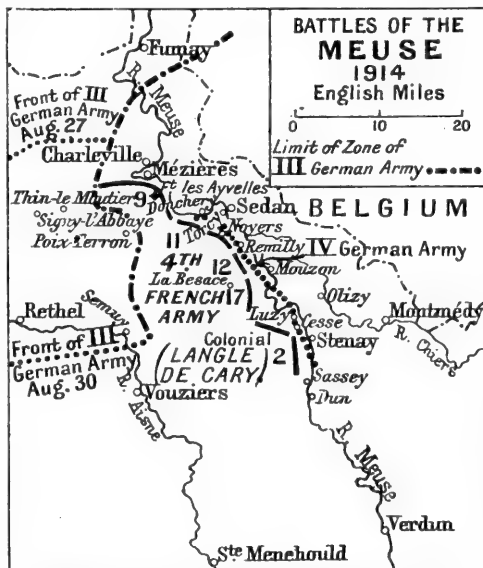 BATTLES OF THE
MEUSE
1914
English Miles
0 10 20
Limit of Zone of
III German Army
Fumay
R. Meuse
Front of III
German Army
Aug. 27
Charleville
Mézières
Ft les Ayvelles
Thin-le Moutier
9
Donchery
Sedan
BELGIUM
Signy-l'Abbaye
Torcy
Noyers
Poix-Terron
11
Remilly
IV German Army
4TH
12
Mouzon
La Besace
FRENCH
17
Olizy
ARMY
Rethel
Semuy
Luzy
Montmédy
Cesse
R. Chiers
Front of III
German Army
Aug. 30
Colonial
2
Stenay
(LANGLE
DE CARY)
Sassey
Vouziers
Dun
R. Aisne
R. Meuse
Verdun
Ste Menehould